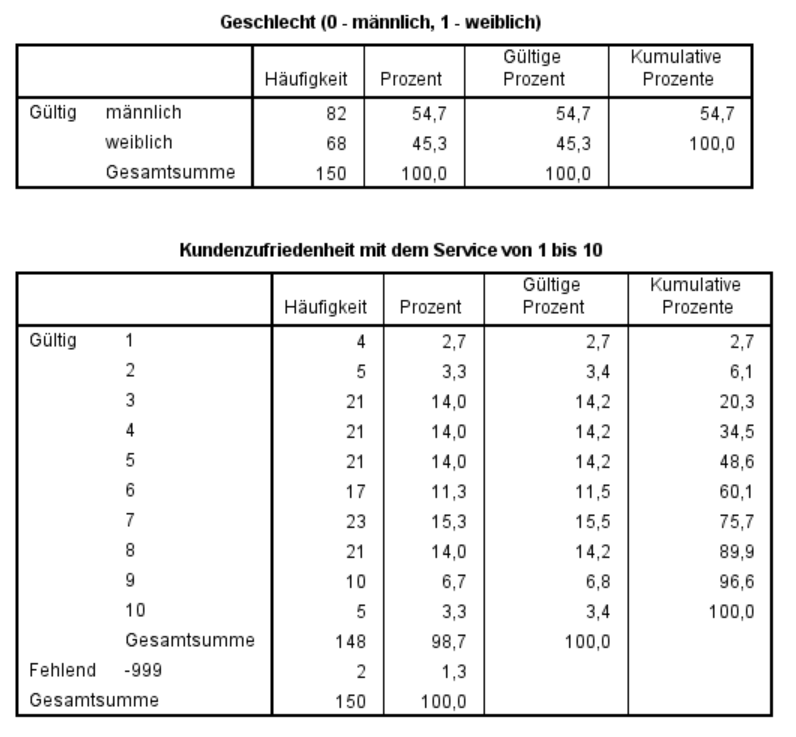 Geschlecht (0 - männlich, 1 - weiblich)
Häufigkeit Prozent Gültige Prozent Kumulative Prozente
Gültig männlich 82 54,7 54,7 54,7
weiblich 68 45,3 45,3 100,0
Gesamtsumme 150 100,0 100,0
Kundenzufriedenheit mit dem Service von 1 bis 10
Häufigkeit Prozent Gültige Prozent Kumulative Prozente
Gültig 1 4 2,7 2,7 2,7
2 5 3,3 3,4 6,1
3 21 14,0 14,2 20,3
4 21 14,0 14,2 34,5
5 21 14,0 14,2 48,6
6 17 11,3 11,5 60,1
7 23 15,3 15,5 75,7
8 21 14,0 14,2 89,9
9 10 6,7 6,8 96,6
10 5 3,3 3,4 100,0
Gesamtsumme 148 98,7 100,0
Fehlend -999 2 1,3
Gesamtsumme 150 100,0